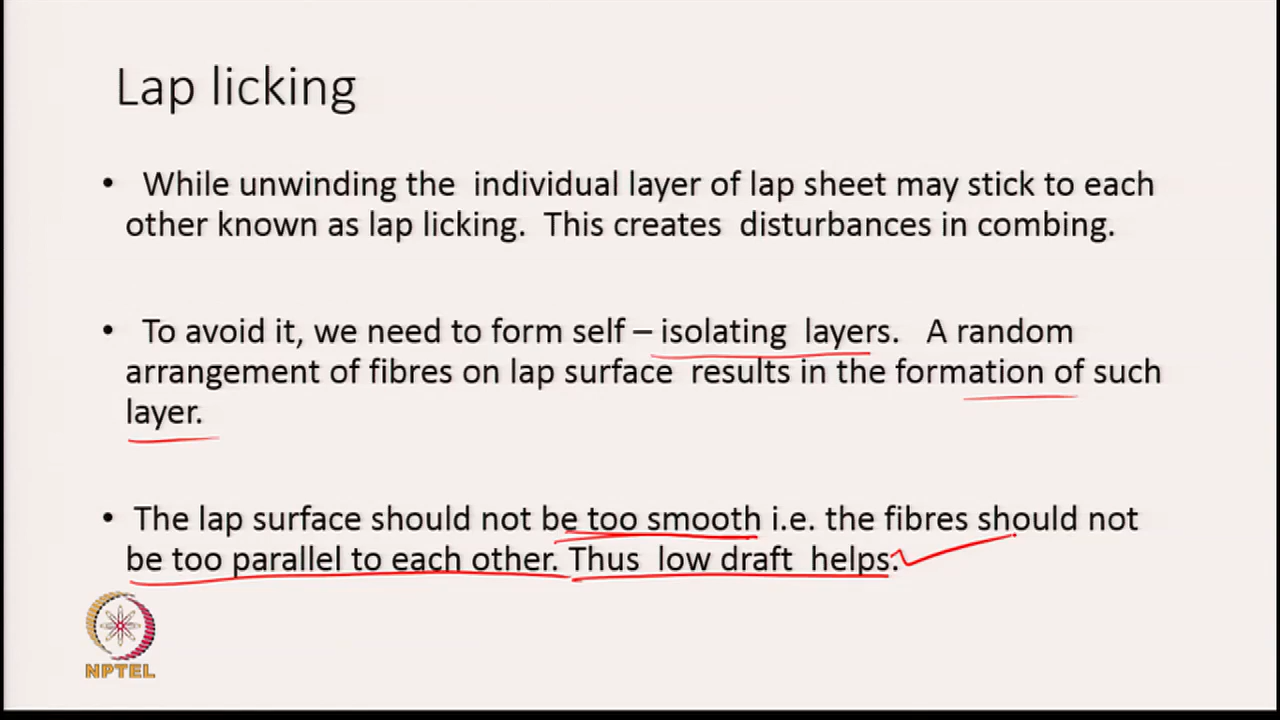 Lap licking
• While unwinding the individual layer of lap sheet may stick to each
other known as lap licking. This creates disturbances in combing.
• To avoid it, we need to form self – isolating layers. A random
arrangement of fibres on lap surface results in the formation of such
layer.
• The lap surface should not be too smooth i.e. the fibres should not
be too parallel to each other. Thus low draft helps.
NPTEL